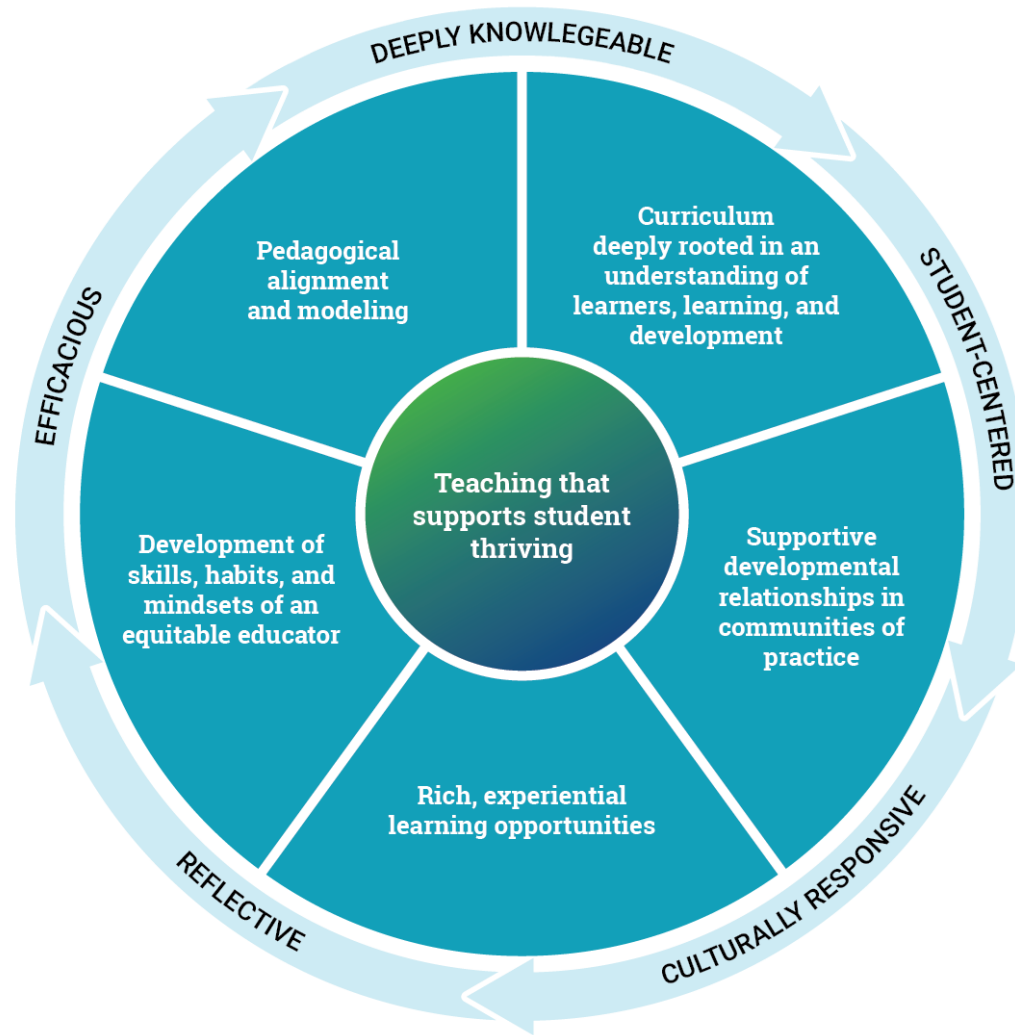 DEEPLY KNOWLEGEABLE
STUDENT-CENTERED
CULTURALLY RESPONSIVE
REFLECTIVE
EFFICACIOUS
Curriculum
deeply rooted in an
understanding of
learners, learning, and
development
Supportive
developmental
relationships in
communities of
practice
Rich, experiential
learning opportunities
Development of
skills, habits, and
mindsets of an
equitable educator
Pedagogical
alignment
and modeling
Teaching that
supports student
thriving